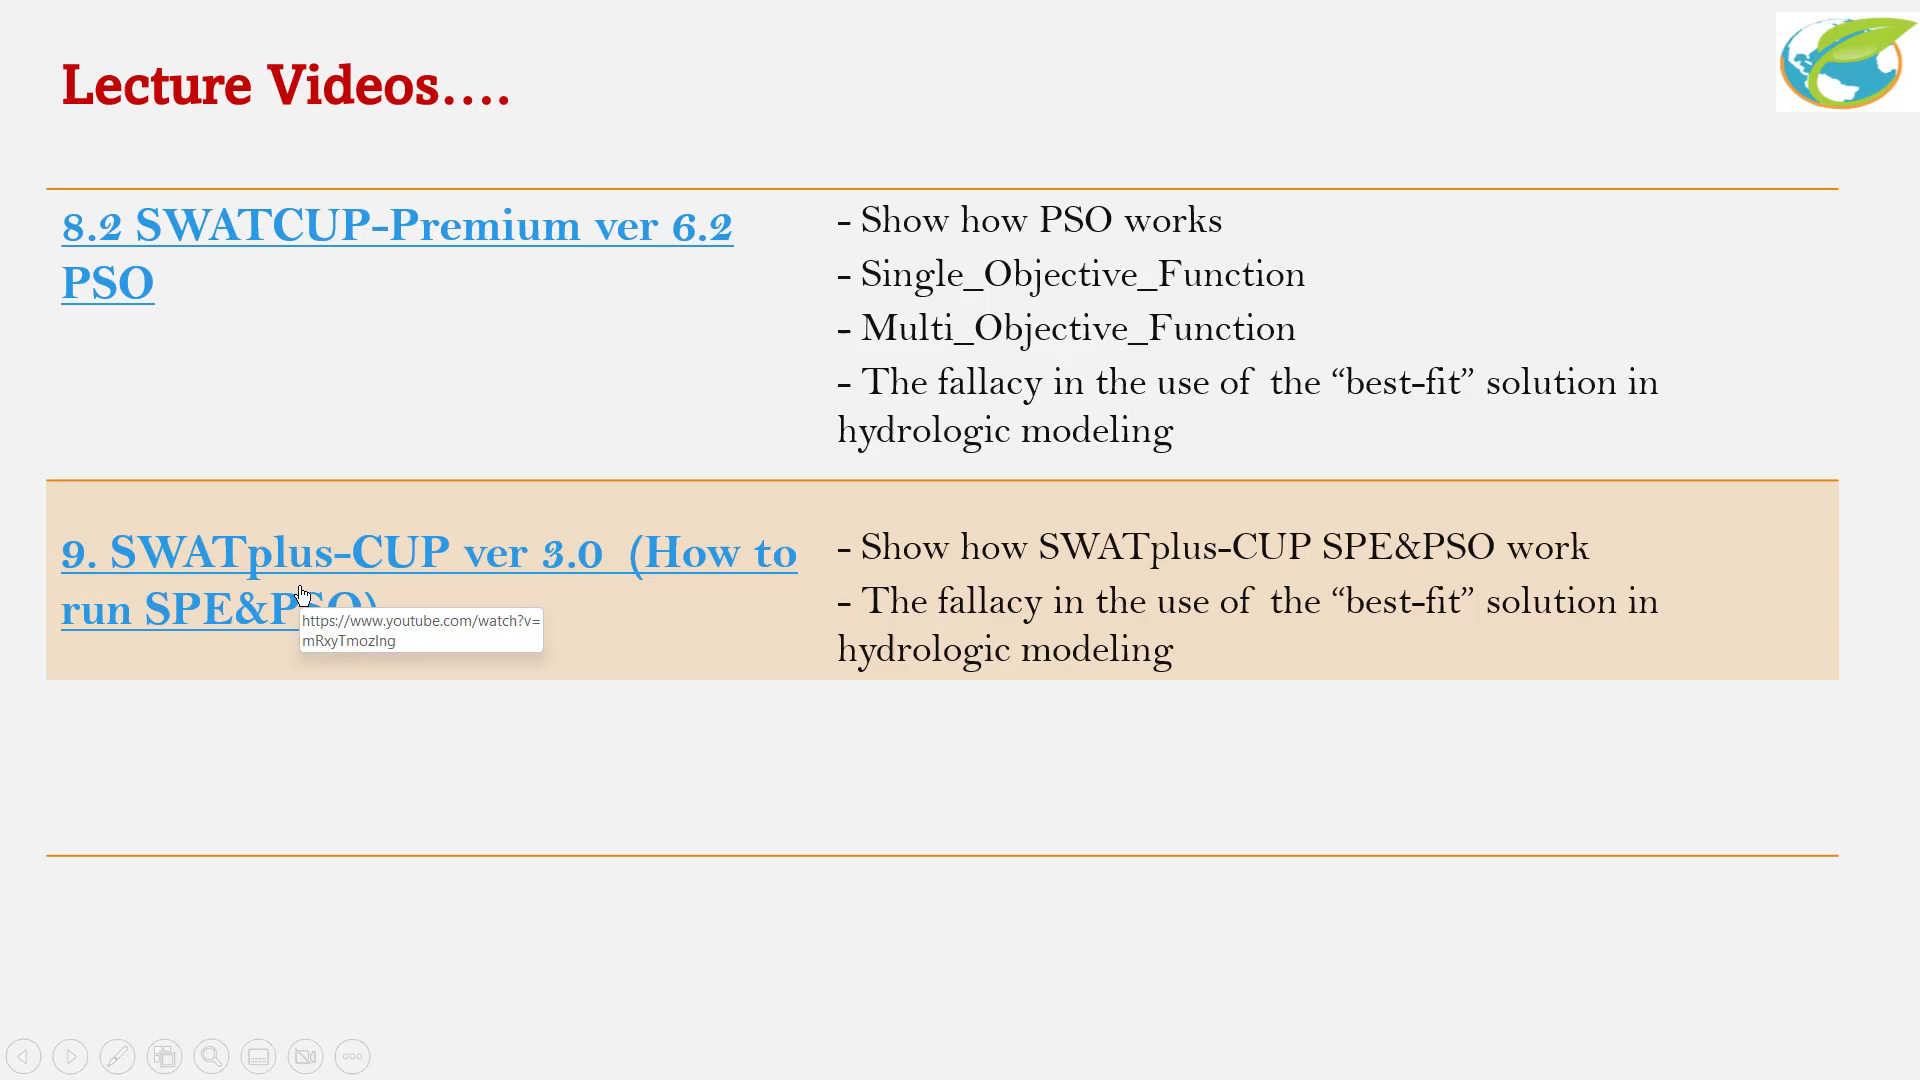 Lecture Videos....
8.2 SWATCUP-Premium ver 6.2
PSO
- Show how PSO works
- Single_Objective_Function
- Multi_Objective_Function
- The fallacy in the use of the “best-fit” solution in
hydrologic modeling
9. SWATplus-CUP ver 3.0 (How to
run SPE&PSO)
https://www.youtube.com/watch?v=
mRxyTmozIng
- Show how SWATplus-CUP SPE&PSO work
- The fallacy in the use of the “best-fit” solution in
hydrologic modeling